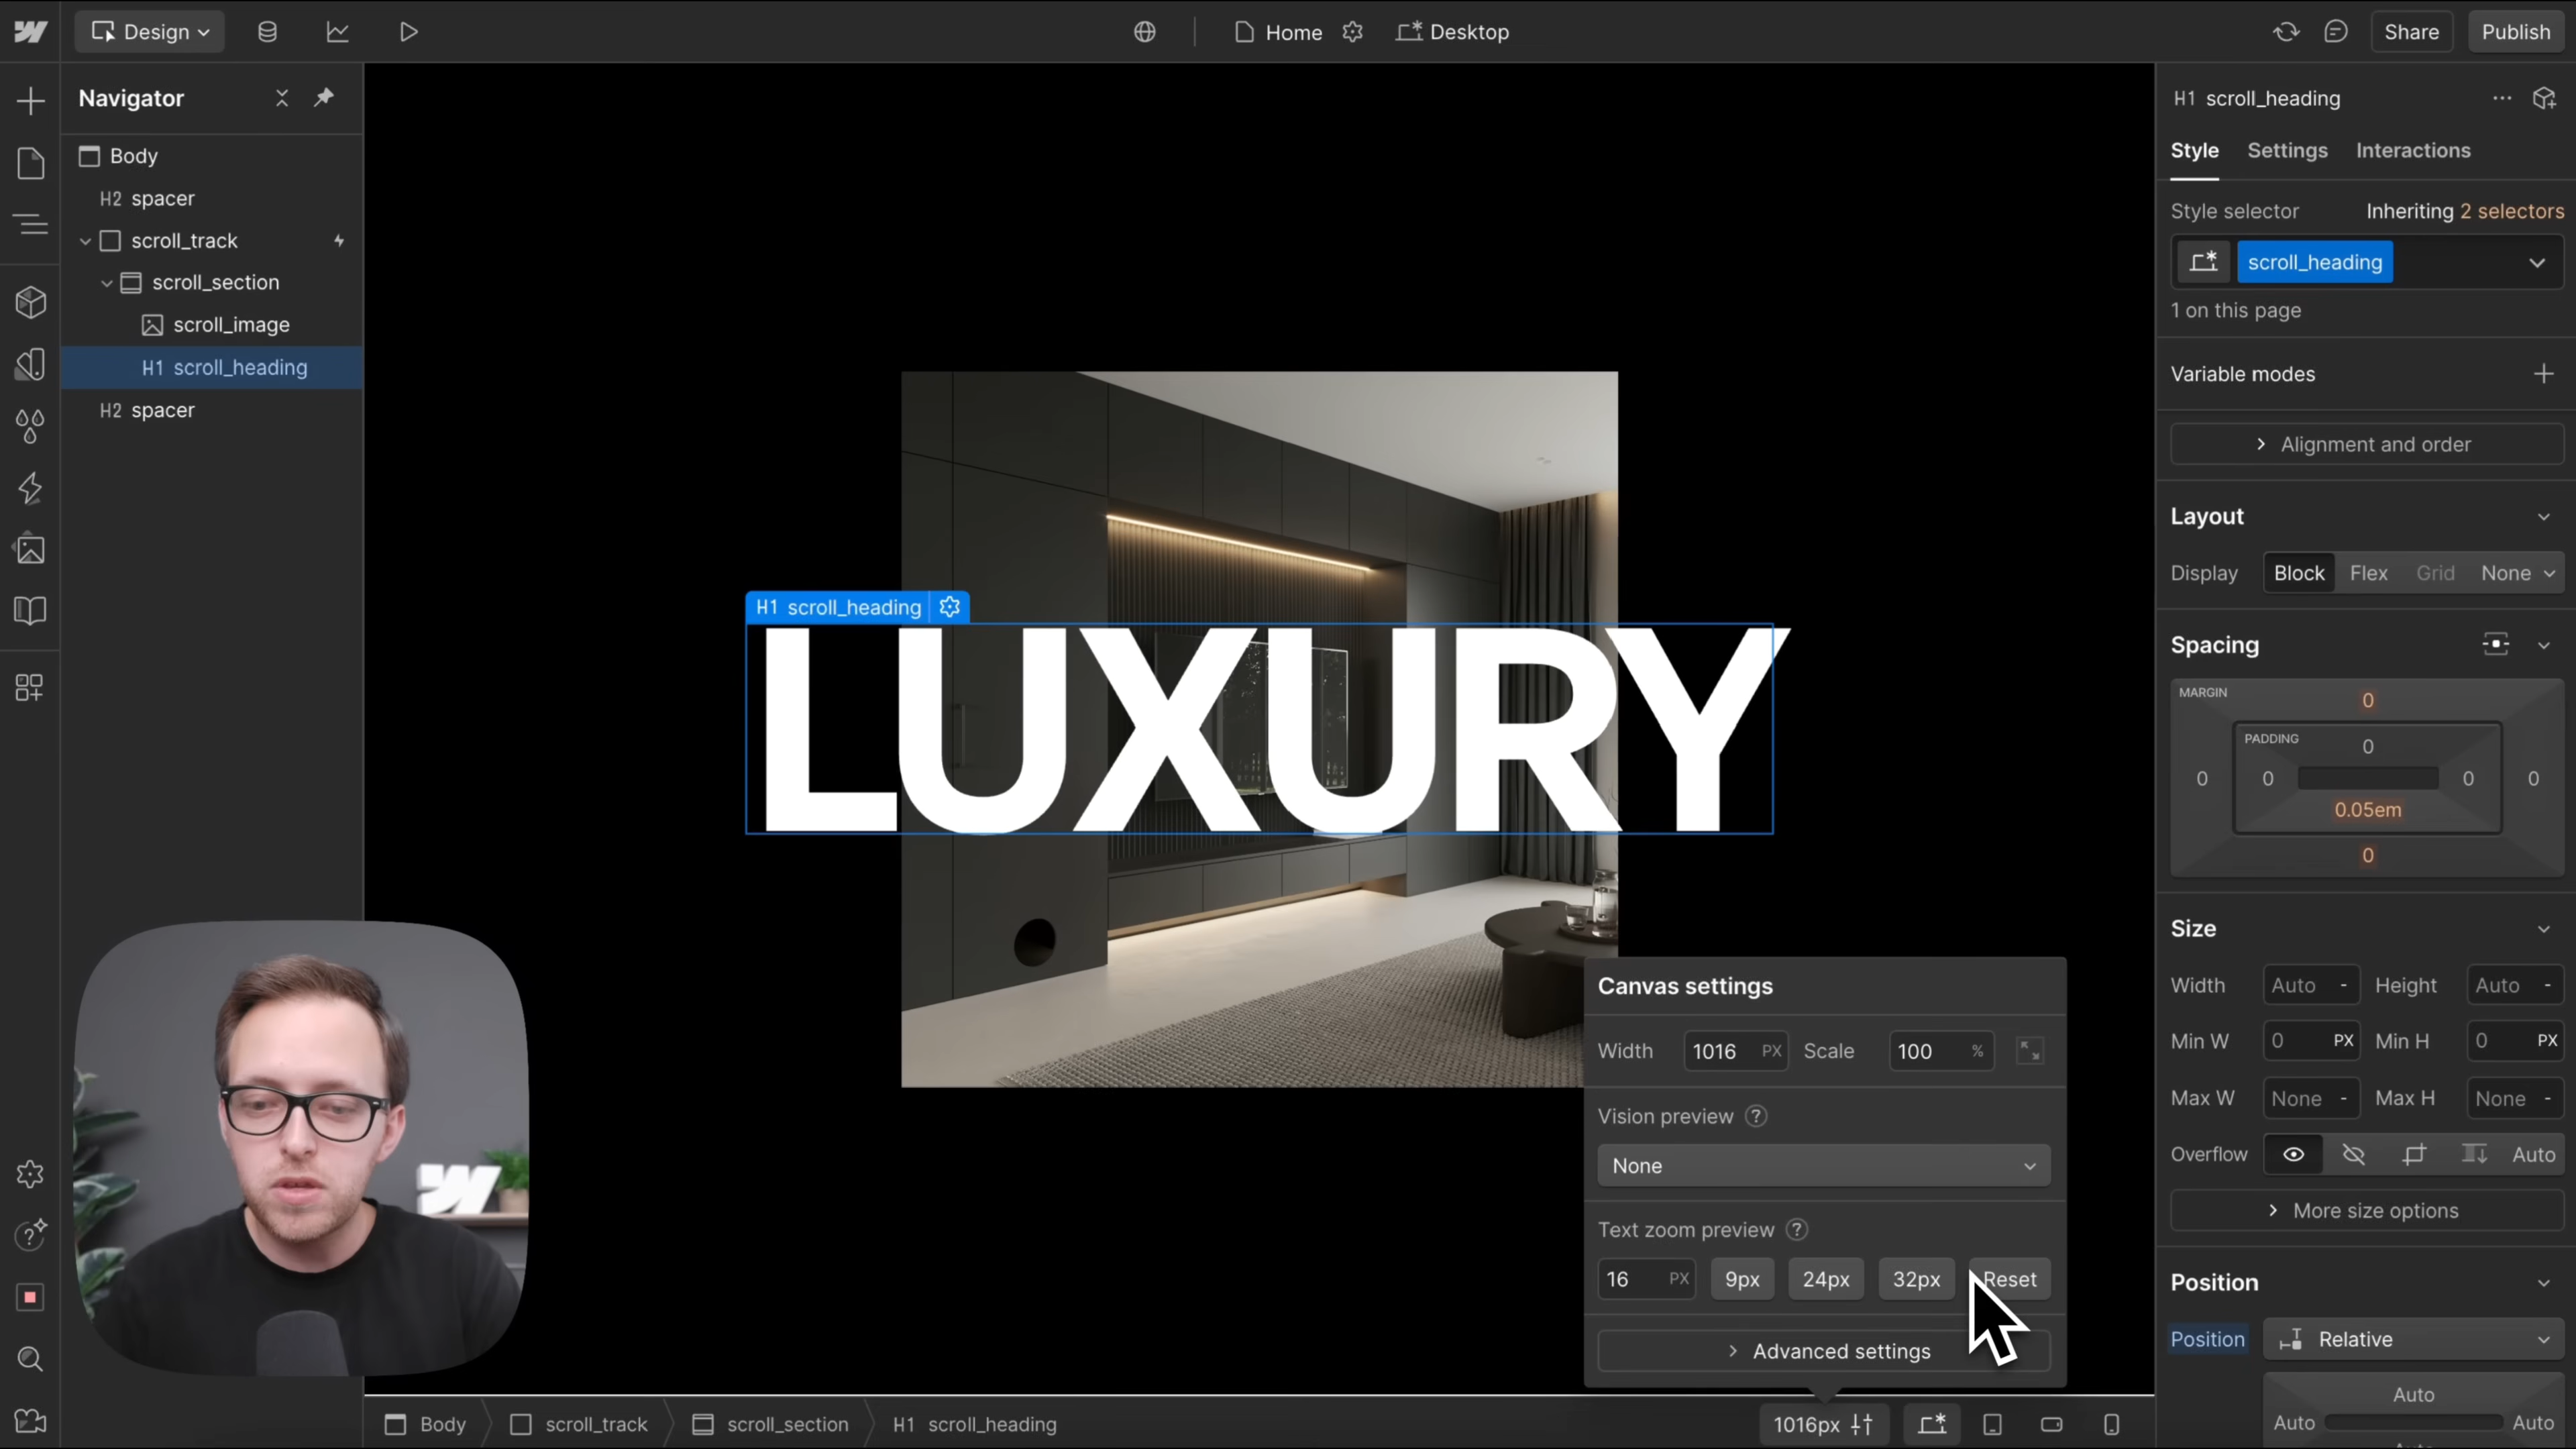 Design
Home
Desktop
Share
Publish
Navigator
Body
H2 spacer
scroll_track
scroll_section
scroll_image
H1 scroll_heading
H2 spacer
H1 scroll_heading
LUXURY
Canvas settings
Width 1016 PX Scale 100 %
Vision preview ?
None
Text zoom preview ?
16 PX 9px 24px 32px Reset
Advanced settings
Body scroll_track scroll_section H1 scroll_heading
1016px
H1 scroll_heading
Style Settings Interactions
Style selector Inheriting 2 selectors
scroll_heading
1 on this page
Variable modes
Alignment and order
Layout
Display Block Flex Grid None
Spacing
MARGIN 0
PADDING 0
0 0 0 0
0.05em
0
Size
Width Auto - Height Auto -
Min W 0 PX Min H 0 PX
Max W None - Max H None -
Overflow Auto
More size options
Position
Position Relative
Auto
Auto Auto